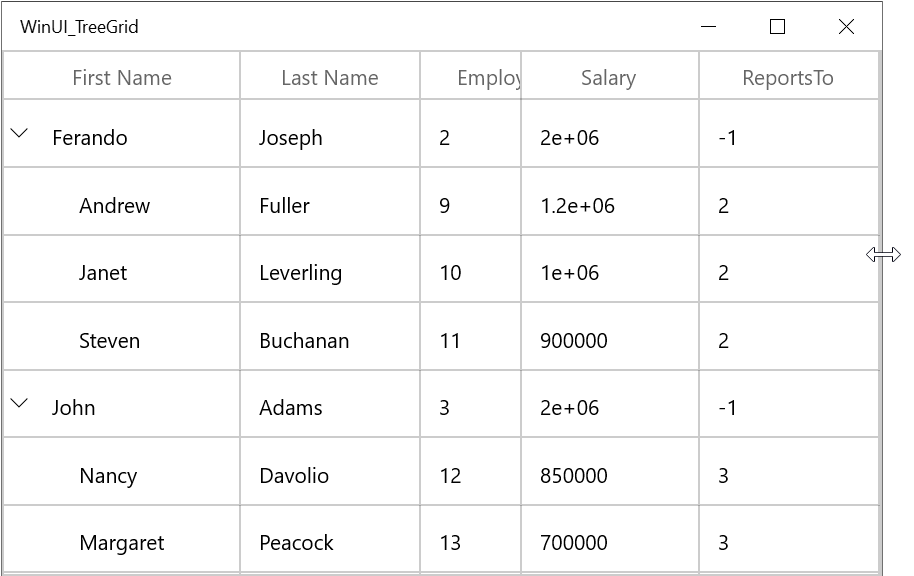 WinUI_TreeGrid
First Name Last Name Employ Salary ReportsTo
Ferando Joseph 2 2e+06 -1
Andrew Fuller 9 1.2e+06 2
Janet Leverling 10 1e+06 2
Steven Buchanan 11 900000 2
John Adams 3 2e+06 -1
Nancy Davolio 12 850000 3
Margaret Peacock 13 700000 3